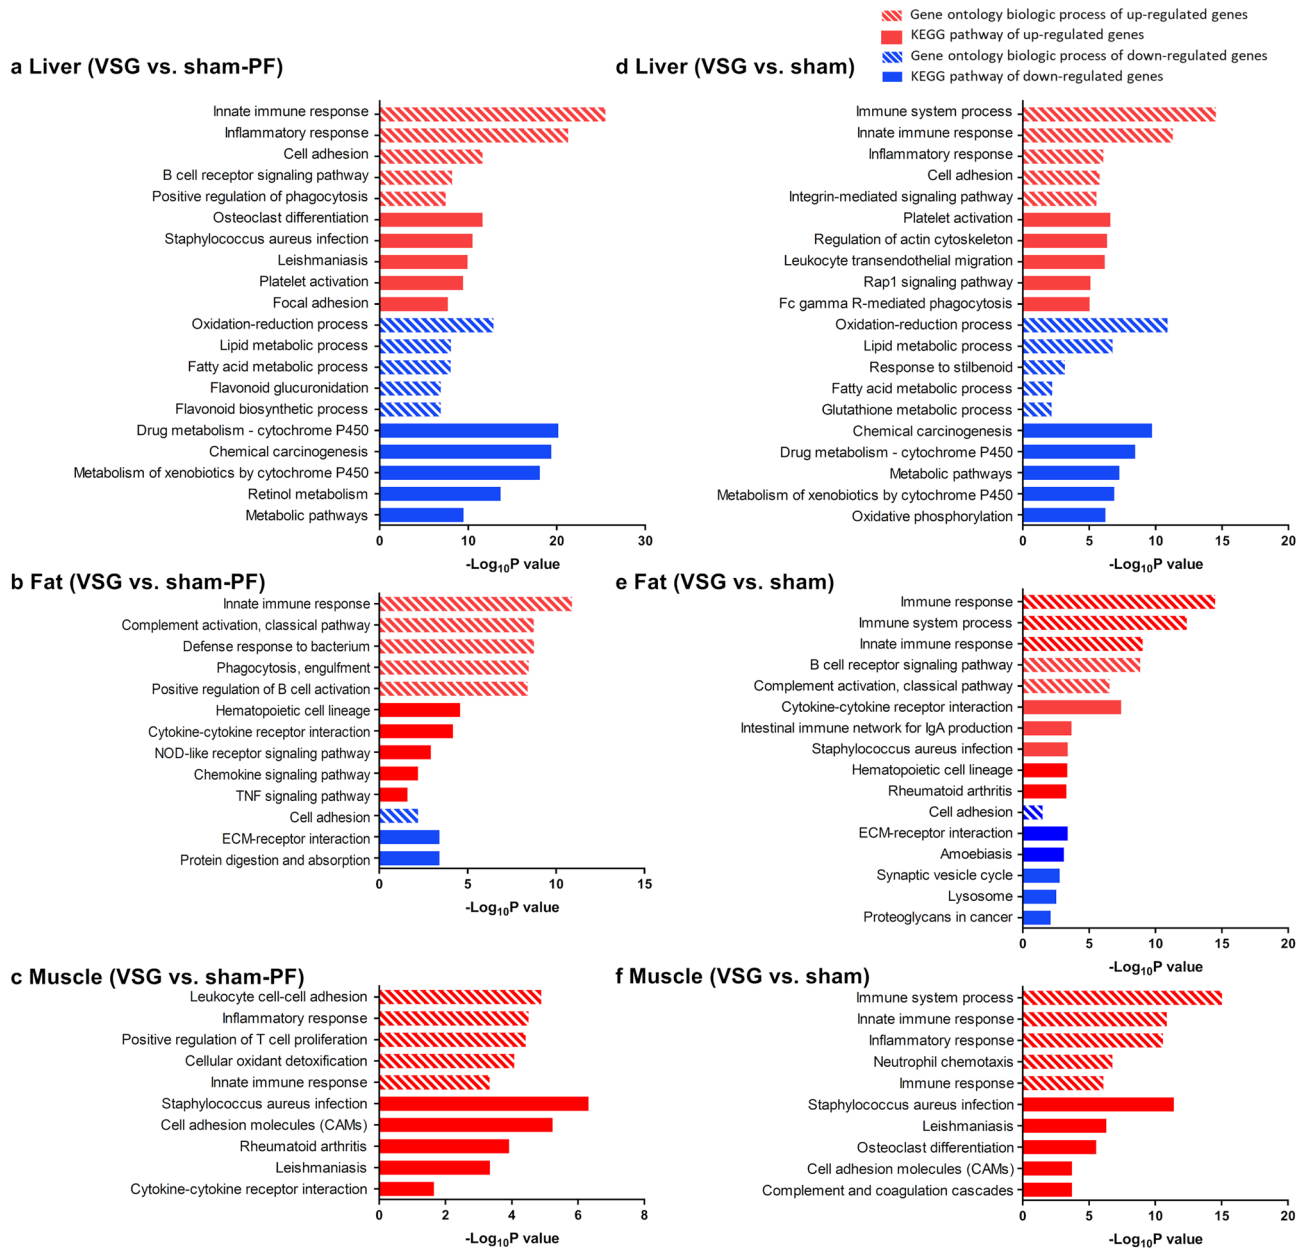 Gene ontology biologic process of up-regulated genes
KEGG pathway of up-regulated genes
Gene ontology biologic process of down-regulated genes
KEGG pathway of down-regulated genes
a Liver (VSG vs. sham-PF)
Innate immune response
Inflammatory response
Cell adhesion
B cell receptor signaling pathway
Positive regulation of phagocytosis
Osteoclast differentiation
Staphylococcus aureus infection
Leishmaniasis
Platelet activation
Focal adhesion
Oxidation-reduction process
Lipid metabolic process
Fatty acid metabolic process
Flavonoid glucuronidation
Flavonoid biosynthetic process
Drug metabolism - cytochrome P450
Chemical carcinogenesis
Metabolism of xenobiotics by cytochrome P450
Retinol metabolism
Metabolic pathways
0 10 20 30
-Log10P value
b Fat (VSG vs. sham-PF)
Innate immune response
Complement activation, classical pathway
Defense response to bacterium
Phagocytosis, engulfment
Positive regulation of B cell activation
Hematopoietic cell lineage
Cytokine-cytokine receptor interaction
NOD-like receptor signaling pathway
Chemokine signaling pathway
TNF signaling pathway
Cell adhesion
ECM-receptor interaction
Protein digestion and absorption
0 5 10 15
-Log10P value
c Muscle (VSG vs. sham-PF)
Leukocyte cell-cell adhesion
Inflammatory response
Positive regulation of T cell proliferation
Cellular oxidant detoxification
Innate immune response
Staphylococcus aureus infection
Cell adhesion molecules (CAMs)
Rheumatoid arthritis
Leishmaniasis
Cytokine-cytokine receptor interaction
0 2 4 6 8
-Log10P value
d Liver (VSG vs. sham)
Immune system process
Innate immune response
Inflammatory response
Cell adhesion
Integrin-mediated signaling pathway
Platelet activation
Regulation of actin cytoskeleton
Leukocyte transendothelial migration
Rap1 signaling pathway
Fc gamma R-mediated phagocytosis
Oxidation-reduction process
Lipid metabolic process
Response to stilbenoid
Fatty acid metabolic process
Glutathione metabolic process
Chemical carcinogenesis
Drug metabolism - cytochrome P450
Metabolic pathways
Metabolism of xenobiotics by cytochrome P450
Oxidative phosphorylation
0 5 10 15 20
-Log10P value
e Fat (VSG vs. sham)
Immune response
Immune system process
Innate immune response
B cell receptor signaling pathway
Complement activation, classical pathway
Cytokine-cytokine receptor interaction
Intestinal immune network for IgA production
Staphylococcus aureus infection
Hematopoietic cell lineage
Rheumatoid arthritis
Cell adhesion
ECM-receptor interaction
Amoebiasis
Synaptic vesicle cycle
Lysosome
Proteoglycans in cancer
0 5 10 15 20
-Log10P value
f Muscle (VSG vs. sham)
Immune system process
Innate immune response
Inflammatory response
Neutrophil chemotaxis
Immune response
Staphylococcus aureus infection
Leishmaniasis
Osteoclast differentiation
Cell adhesion molecules (CAMs)
Complement and coagulation cascades
0 5 10 15 20
-Log10P value